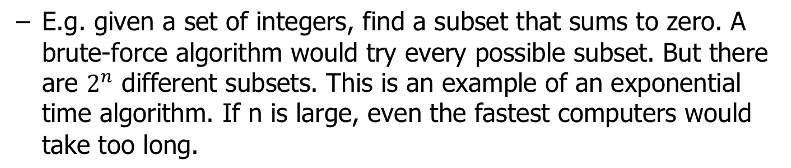 – E.g. given a set of integers, find a subset that sums to zero. A
brute-force algorithm would try every possible subset. But there
are 2ⁿ different subsets. This is an example of an exponential
time algorithm. If n is large, even the fastest computers would
take too long.